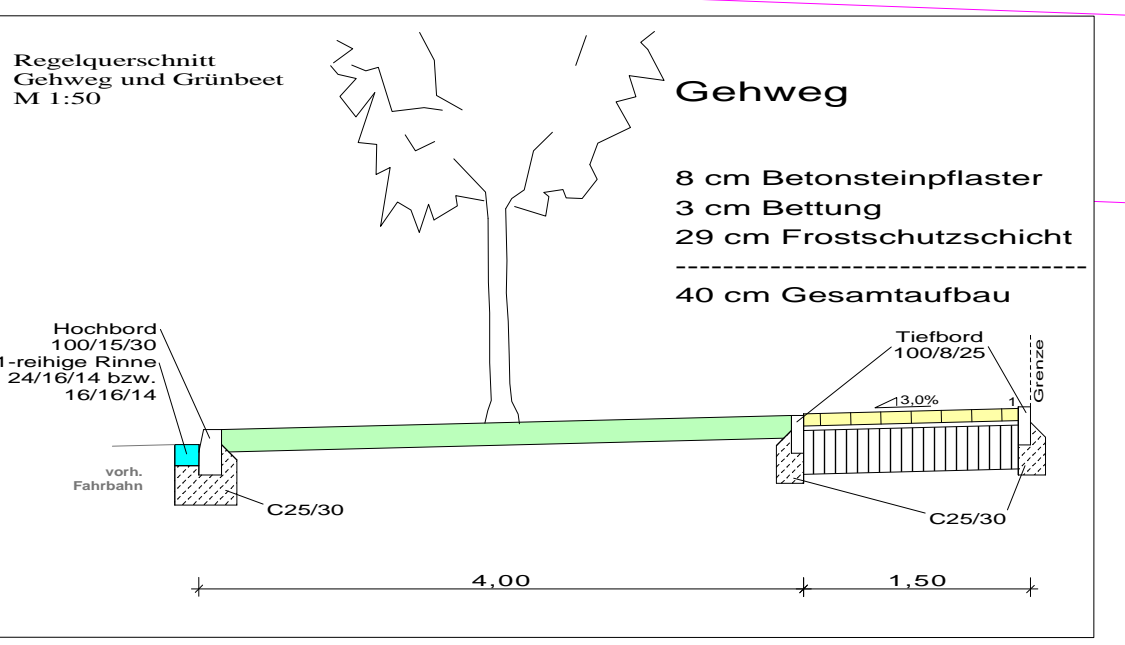 Regelquerschnitt
Gehweg und Grünbeet
M 1:50
Gehweg
8 cm Betonsteinpflaster
3 cm Bettung
29 cm Frostschutzschicht
40 cm Gesamtaufbau
Hochbord
100/15/30
1-reihige Rinne
24/16/14 bzw.
16/16/14
Tiefbord
100/8/25
Grenze
3,0%
1
vorh.
Fahrbahn
C25/30
C25/30
4,00
1,50